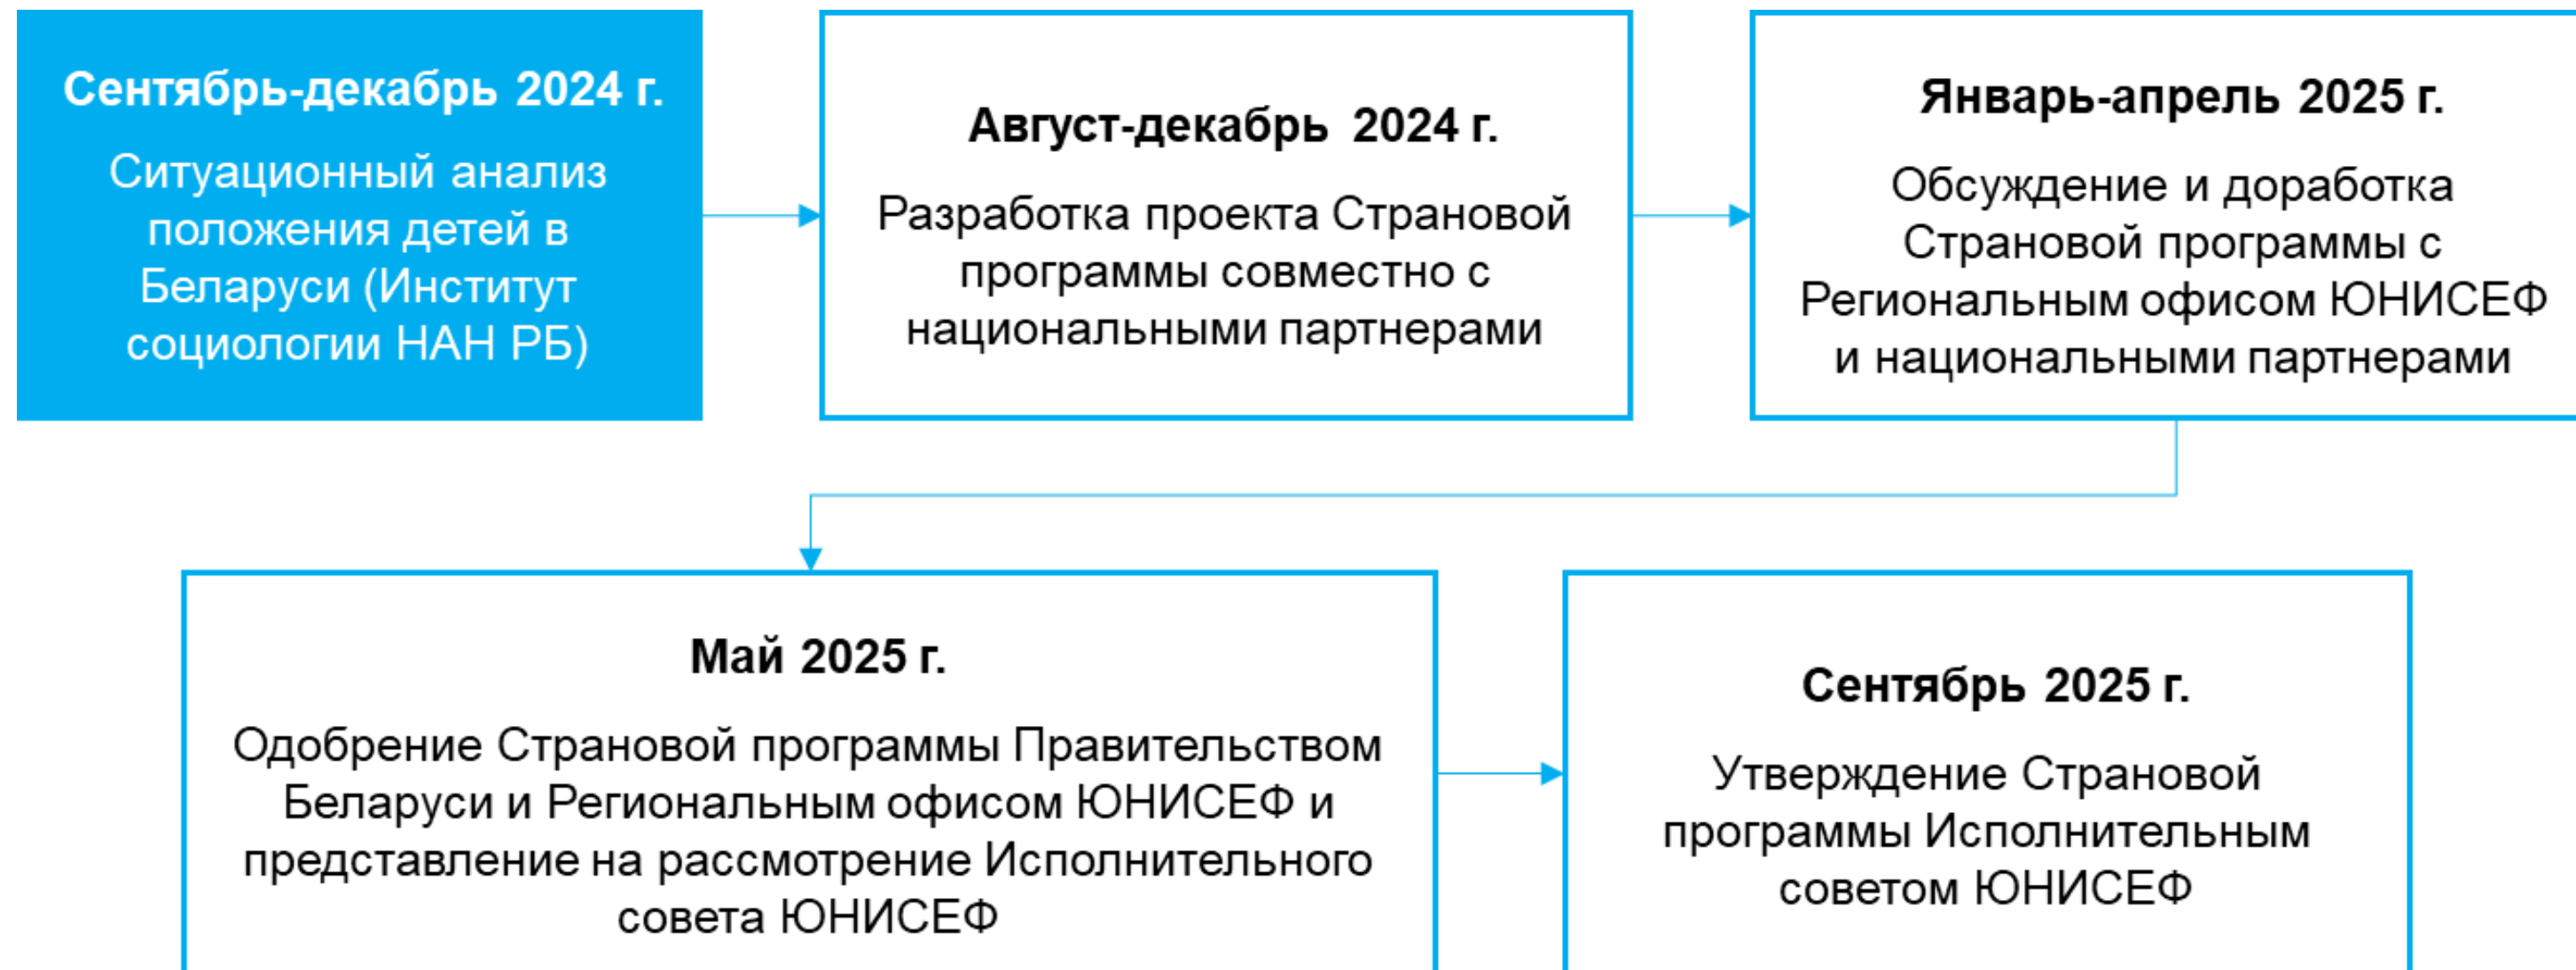 Сентябрь-декабрь 2024 г.
Ситуационный анализ
положения детей в
Беларуси (Институт
социологии НАН РБ)
Август-декабрь 2024 г.
Разработка проекта Страновой
программы совместно с
национальными партнерами
Январь-апрель 2025 г.
Обсуждение и доработка
Страновой программы с
Региональным офисом ЮНИСЕФ
и национальными партнерами
Май 2025 г.
Одобрение Страновой программы Правительством
Беларуси и Региональным офисом ЮНИСЕФ и
представление на рассмотрение Исполнительного
совета ЮНИСЕФ
Сентябрь 2025 г.
Утверждение Страновой
программы Исполнительным
советом ЮНИСЕФ